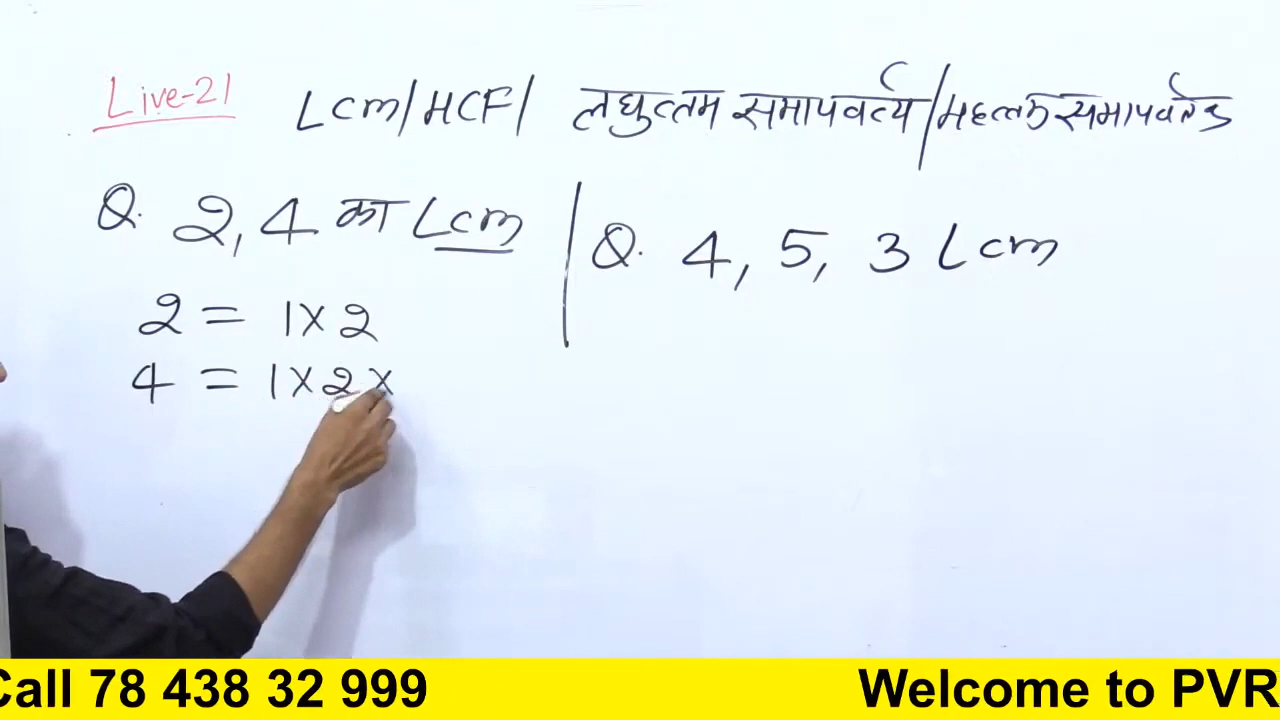 Live-21
Lcm/HCF/ लघुत्तम समापवर्त्य/महत्तम समापवर्तक
Q. 2, 4 का Lcm
2 = 1×2
4 = 1×2×
Q. 4, 5, 3 Lcm
Call 78 438 32 999 Welcome to PVR